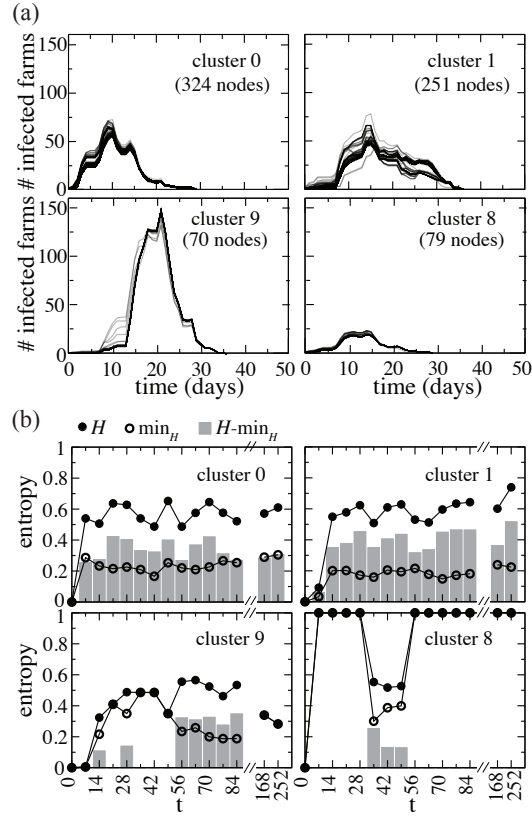 (a)
150
100
50
0
# infected farms
cluster 0
(324 nodes)
cluster 1
(251 nodes)
150
100
50
0
# infected farms
cluster 9
(70 nodes)
cluster 8
(79 nodes)
0 10 20 30 40 50
0 10 20 30 40 50
time (days)
time (days)
(b)
H
min_H
H-min_H
1
0.8
0.6
0.4
0.2
0
entropy
cluster 0
cluster 1
1
0.8
0.6
0.4
0.2
0
entropy
cluster 9
cluster 8
0 14 28 42 56 70 84 168 252
0 14 28 42 56 70 84 168 252
t
t